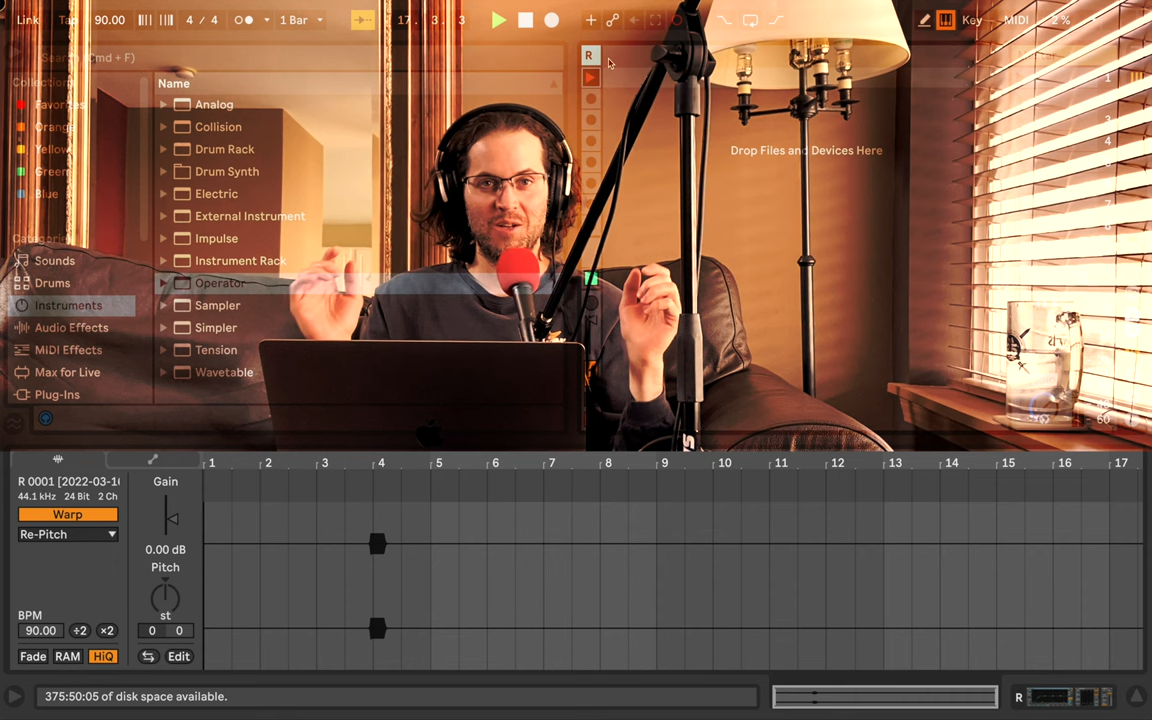 Link Tap 90.00 4 / 4 1 Bar 17. 3. 3 Key MIDI 2 %
Search (Cmd + F)
Collections
Favorites
Orange
Yellow
Green
Blue
Categories
Sounds
Drums
Instruments
Audio Effects
MIDI Effects
Max for Live
Plug-Ins
Name
Analog
Collision
Drum Rack
Drum Synth
Electric
External Instrument
Impulse
Instrument Rack
Operator
Sampler
Simpler
Tension
Wavetable
R
Drop Files and Devices Here
1
3
4
7
60
1 2 3 4 5 6 7 8 9 10 11 12 13 14 15 16 17
R 0001 [2022-03-1
44.1 kHz 24 Bit 2 Ch
Warp
Re-Pitch
BPM
90.00 ÷2 ×2
Fade RAM HiQ
Gain
0.00 dB
Pitch
st
0 0
Edit
375:50:05 of disk space available.
R